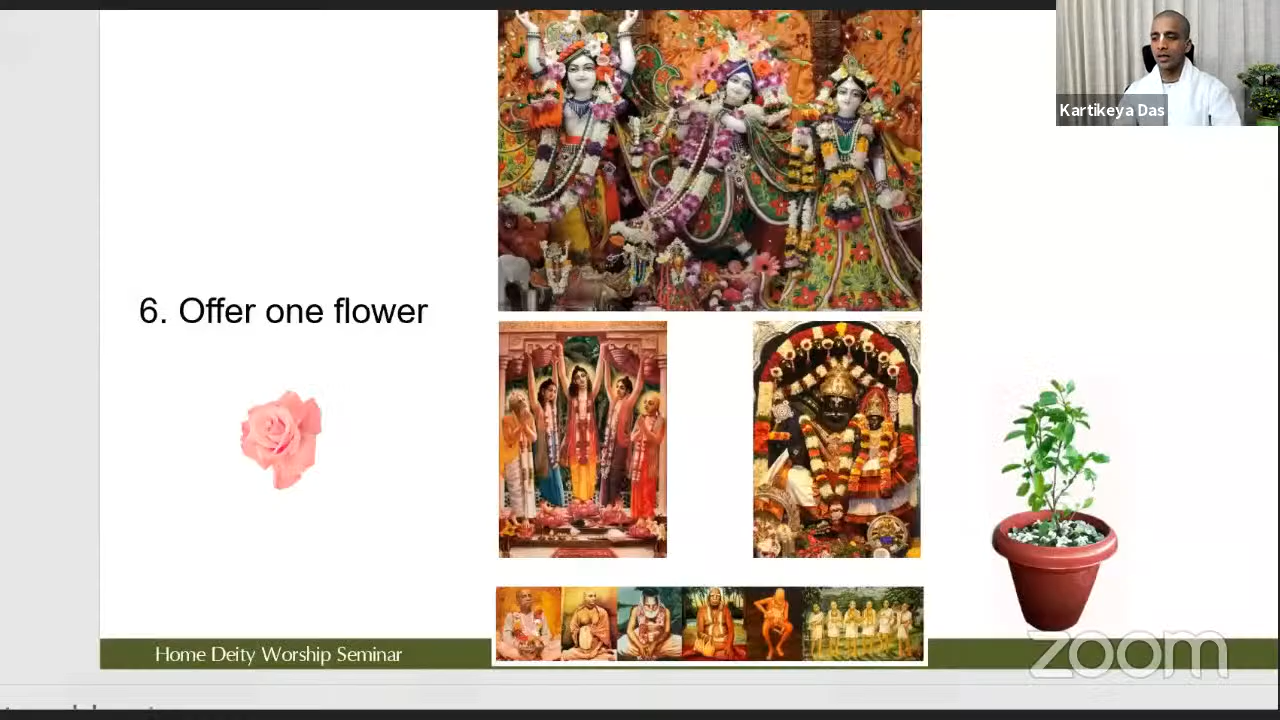 Kartikeya Das
6. Offer one flower
Home Deity Worship Seminar
zoom